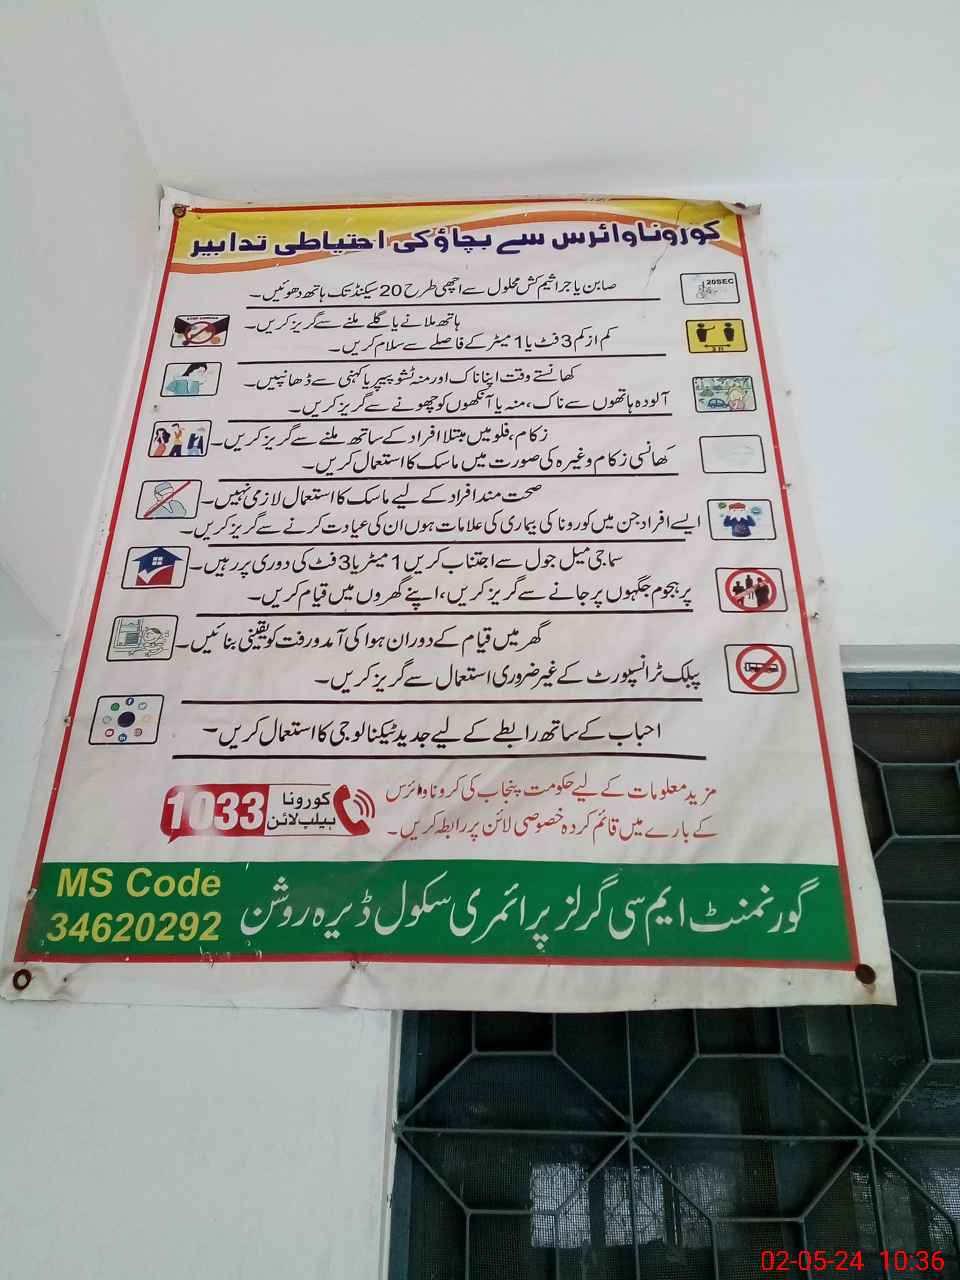 کورونا وائرس سے بچاؤ کی احتیاطی تدابیر
صابن یا جراثیم کش محلول سے اچھی طرح 20 سیکنڈ تک ہاتھ دھوئیں۔
20SEC
ہاتھ ملانے یا گلے ملنے سے گریز کریں۔
کم از کم 3 فٹ یا 1 میٹر کے فاصلے سے سلام کریں۔
کھانستے وقت اپنا ناک اور منہ ٹشو پیپر یا کہنی سے ڈھانپیں۔
آلودہ ہاتھوں سے ناک، منہ یا آنکھوں کو چھونے سے گریز کریں۔
زکام، فلو میں مبتلا افراد کے ساتھ ملنے سے گریز کریں۔
کھانسی زکام وغیرہ کی صورت میں ماسک کا استعمال کریں۔
صحت مند افراد کے لیے ماسک کا استعمال لازمی نہیں۔
ایسے افراد جن میں کورونا کی بیماری کی علامات ہوں ان کی عیادت کرنے سے گریز کریں۔
سماجی میل جول سے اجتناب کریں 1 میٹر یا 3 فٹ کی دوری پر رہیں۔
پر ہجوم جگہوں پر جانے سے گریز کریں، اپنے گھروں میں قیام کریں۔
گھر میں قیام کے دوران ہوا کی آمدورفت کو یقینی بنائیں۔
پبلک ٹرانسپورٹ کے غیر ضروری استعمال سے گریز کریں۔
احباب کے ساتھ رابطے کے لیے جدید ٹیکنالوجی کا استعمال کریں۔
مزید معلومات کے لیے حکومت پنجاب کی کرونا وائرس
کے بارے میں قائم کردہ خصوصی لائن پر رابطہ کریں۔
کورونا
ہیلپ لائن
1033
گورنمنٹ ایم سی گرلز پرائمری سکول ڈیرہ روشن
MS Code
34620292
02-05-24 10:36